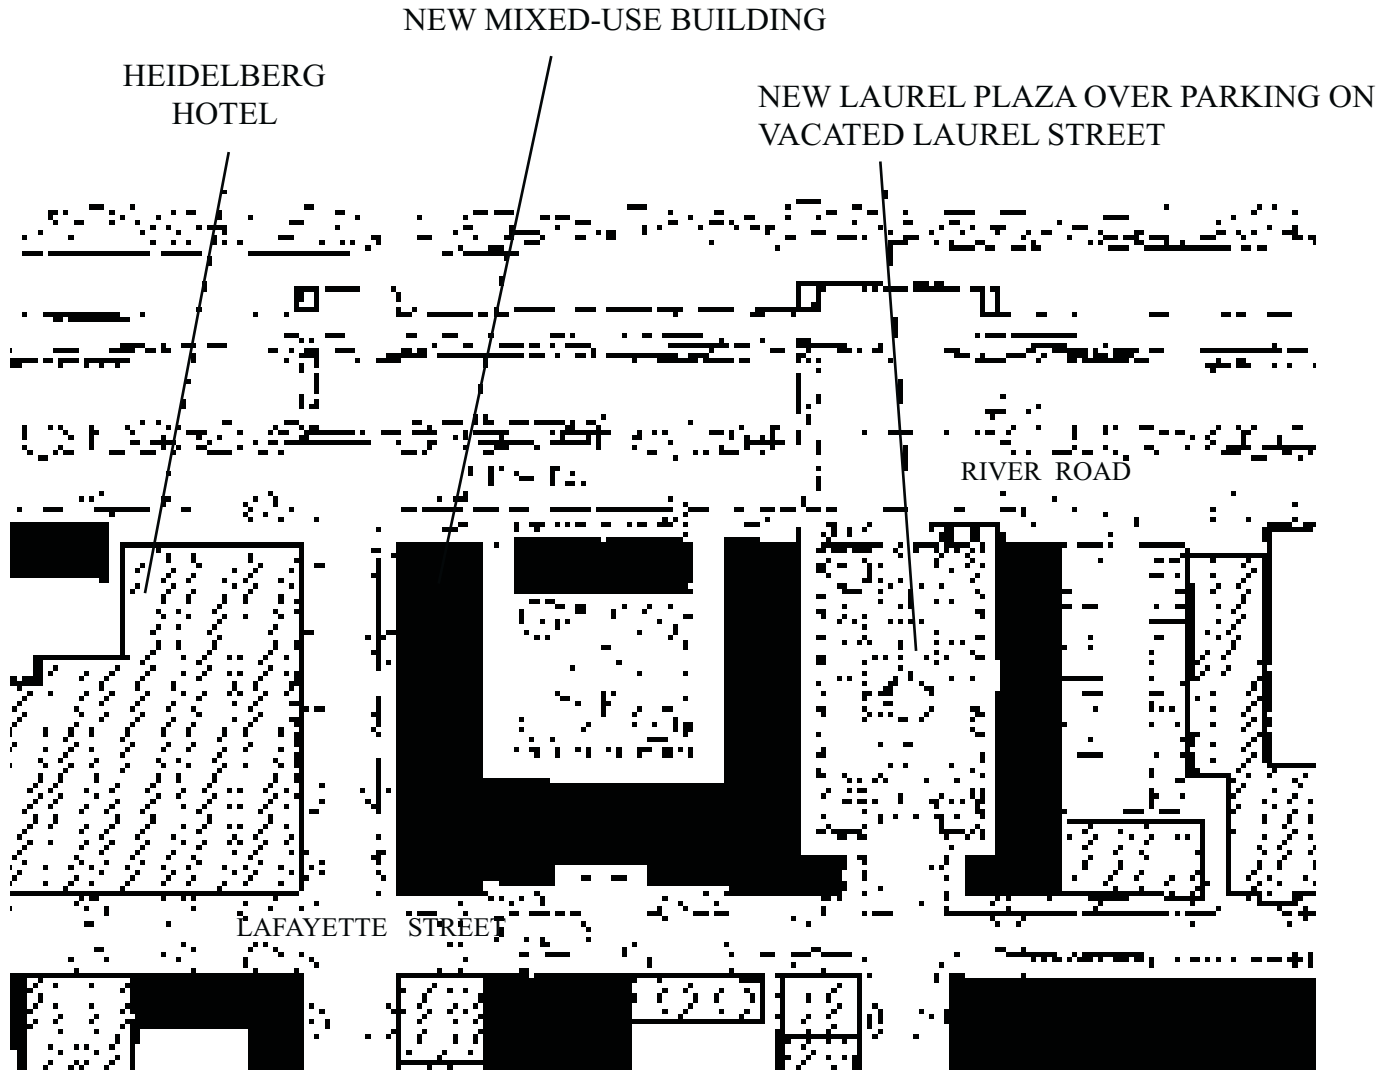 NEW MIXED-USE BUILDING
HEIDELBERG
HOTEL
NEW LAUREL PLAZA OVER PARKING ON
VACATED LAUREL STREET
RIVER ROAD
LAFAYETTE STREET